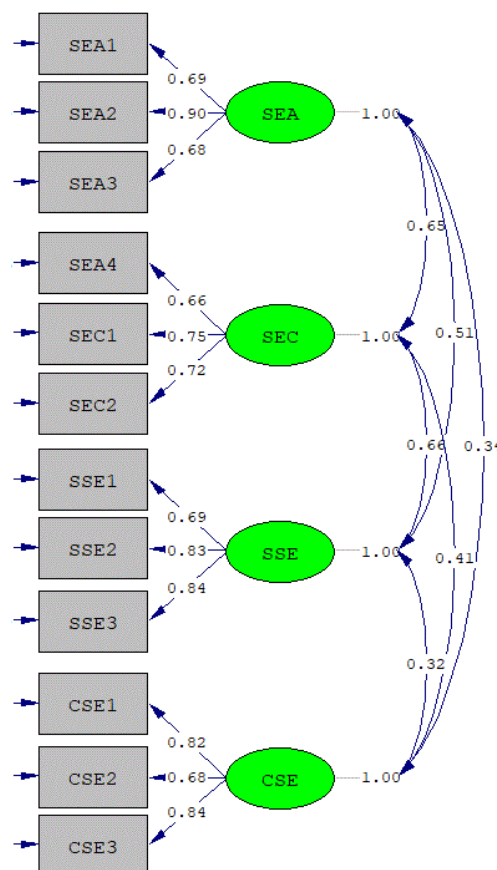 SEA1
0.69
SEA2
0.90
SEA
1.00
0.68
SEA3
0.65
SEA4
0.66
SEC1
0.75
SEC
1.00
0.51
0.72
SEC2
0.66
0.34
SSE1
0.69
SSE2
0.83
SSE
1.00
0.41
0.84
SSE3
0.32
CSE1
0.82
CSE2
0.68
CSE
1.00
0.84
CSE3